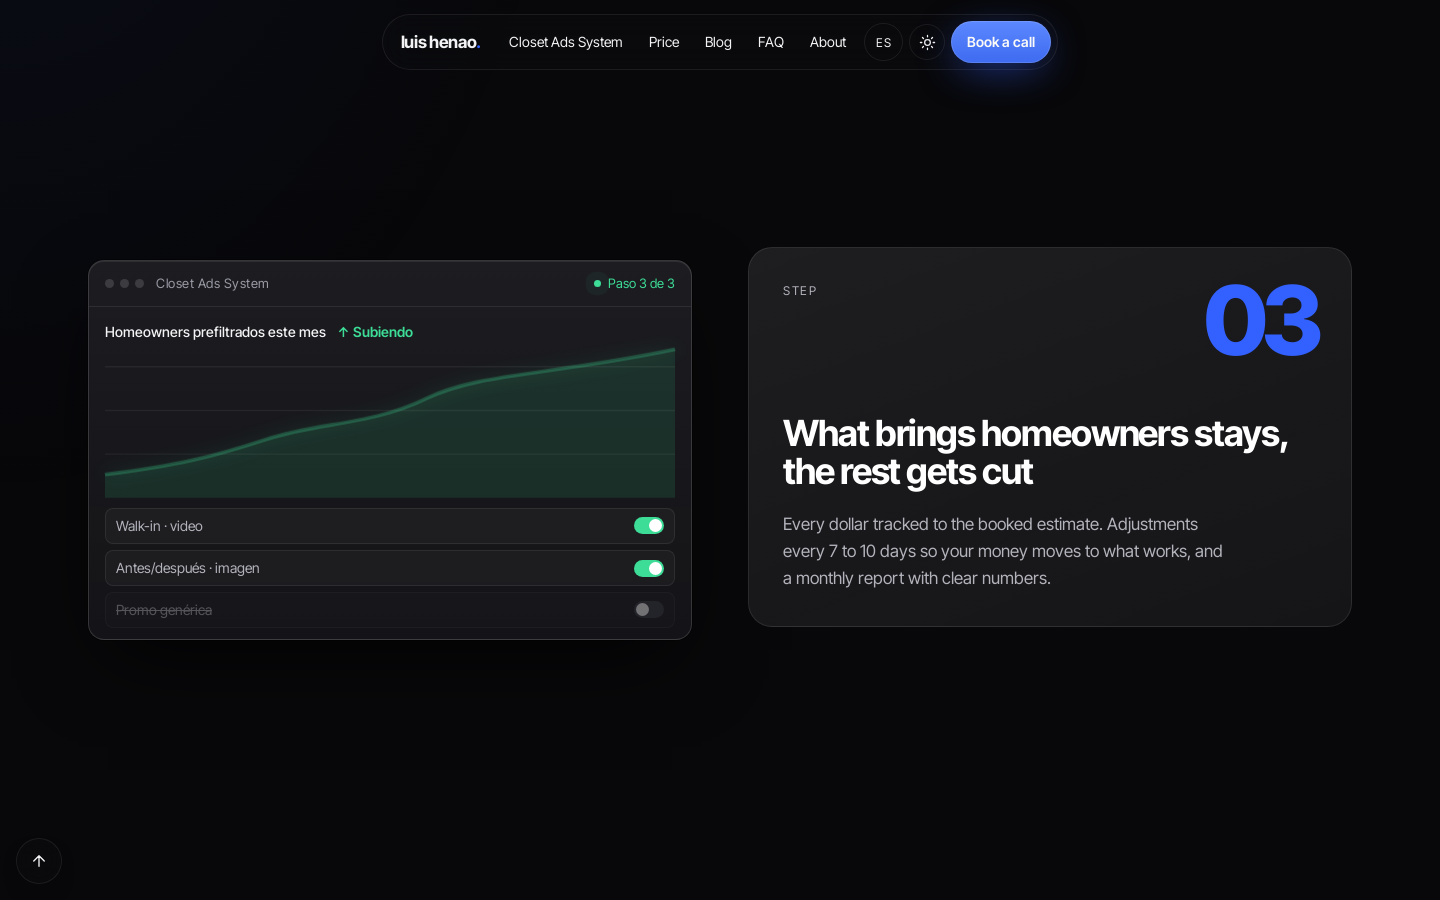 luis henao.
Closet Ads System
Price
Blog
FAQ
About
ES
Book a call
Closet Ads System
Paso 3 de 3
Homeowners prefiltrados este mes
↑ Subiendo
Walk-in · video
Antes/después · imagen
Promo genérica
STEP
03
What brings homeowners stays,
the rest gets cut
Every dollar tracked to the booked estimate. Adjustments
every 7 to 10 days so your money moves to what works, and
a monthly report with clear numbers.